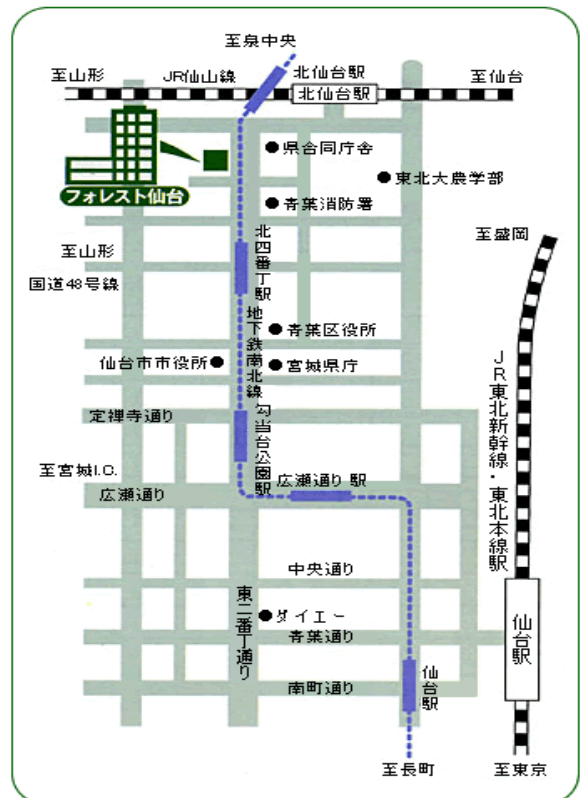 至泉中央
至山形
JR仙山線
北仙台駅
至仙台
北仙台駅
県合同庁舎
東北大農学部
フォレスト仙台
青葉消防署
至盛岡
至山形
北四番丁駅
国道48号線
地下鉄南北線
青葉区役所
仙台市市役所
宮城県庁
JR東北新幹線・東北本線駅
定禅寺通り
勾当台公園駅
至宮城I.C.
広瀬通り 駅
広瀬通り
中央通り
東二番丁通り
ダイエー
仙台駅
青葉通り
仙台駅
南町通り
至長町
至東京